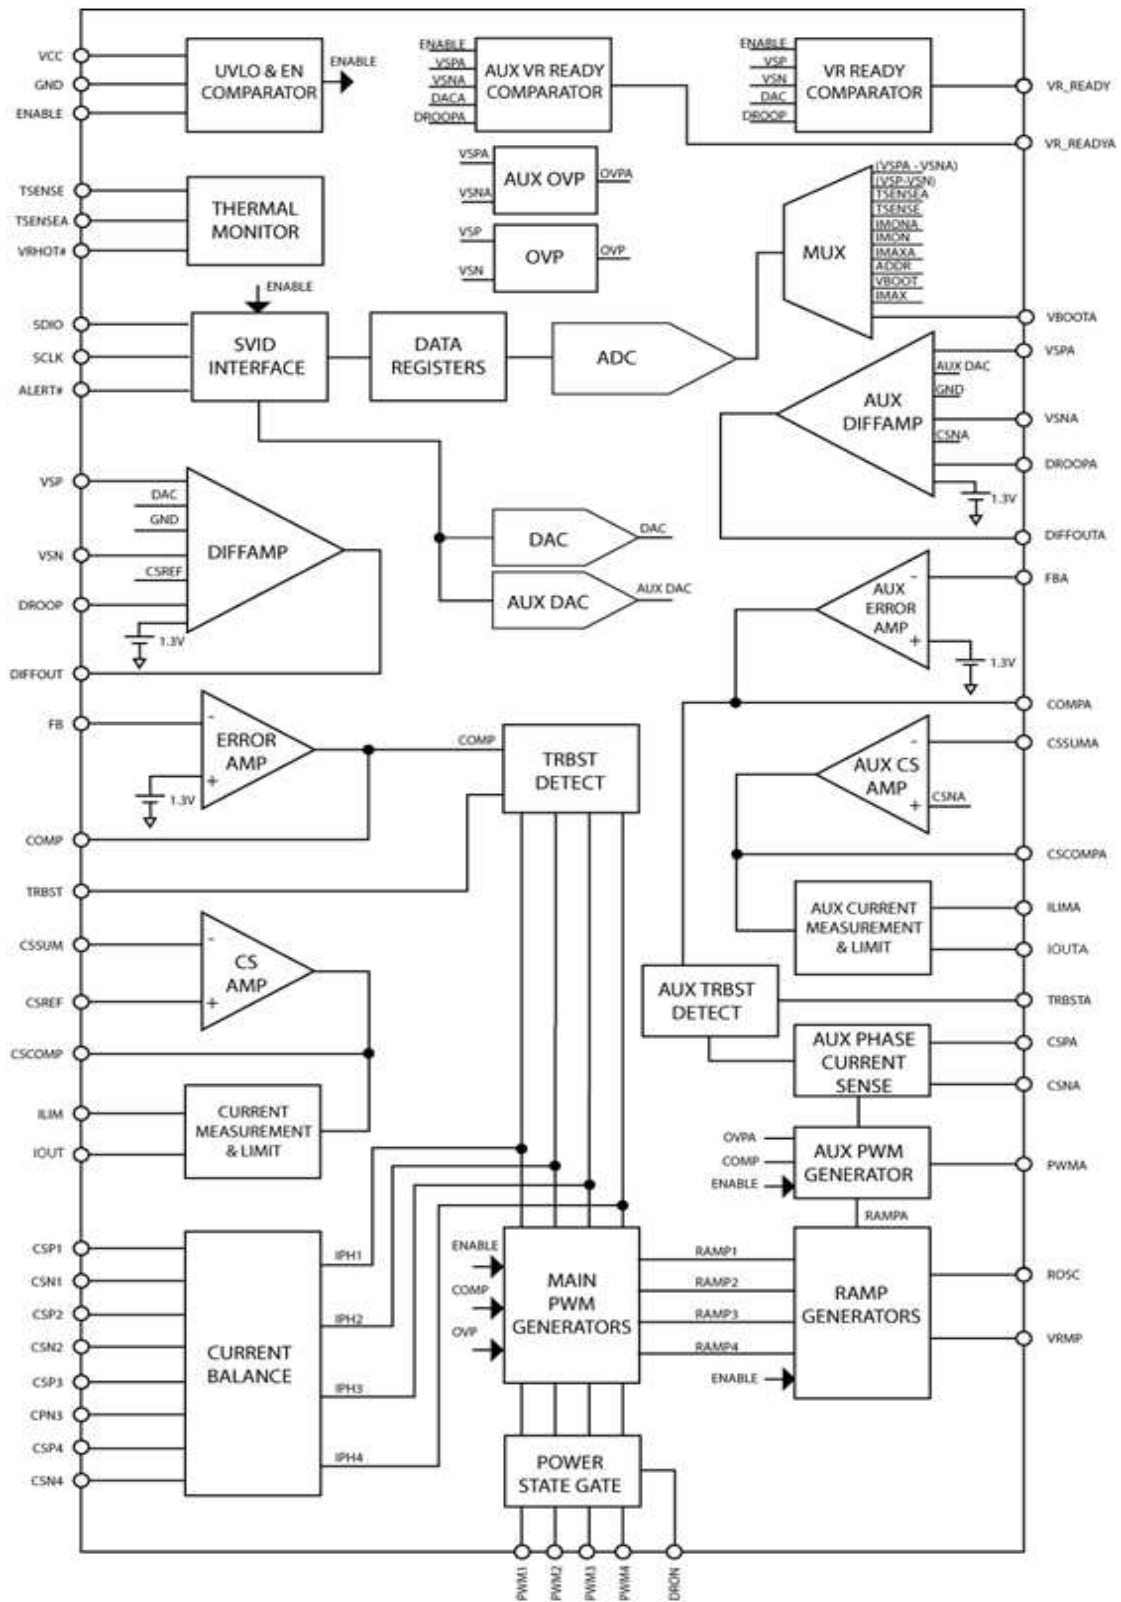 VCC
GND
ENABLE
UVLO & EN
COMPARATOR
ENABLE
ENABLE
VSPA
VSNA
DACA
DROOPA
AUX VR READY
COMPARATOR
ENABLE
VSP
VSN
DAC
DROOP
VR READY
COMPARATOR
VR_READY
VR_READYA
TSENSE
TSENSEA
VRHOT#
THERMAL
MONITOR
VSPA
VSNA
AUX OVP
OVPA
VSP
VSN
OVP
OVP
MUX
(VSPA - VSNA)
(VSP-VSN)
TSENSEA
TSENSE
IMONA
IMON
IMAXA
ADDR
VBOOT
IMAX
VBOOTA
ENABLE
SDIO
SCLK
ALERT#
SVID
INTERFACE
DATA
REGISTERS
ADC
AUX
DIFFAMP
VSPA
AUX DAC
GND
VSNA
CSNA
DROOPA
1.3V
DIFFOUTA
VSP
DAC
GND
VSN
CSREF
DROOP
1.3V
DIFFOUT
DIFFAMP
DAC
DAC
AUX DAC
AUX DAC
AUX
ERROR
AMP
-
+
FBA
1.3V
COMPA
FB
-
+
ERROR
AMP
1.3V
COMP
TRBST
COMP
TRBST
DETECT
AUX CS
AMP
-
+
CSSUMA
CSNA
CSCOMPA
AUX CURRENT
MEASUREMENT
& LIMIT
ILIMA
IOUTA
CSSUM
CSREF
-
+
CS
AMP
CSCOMP
AUX TRBST
DETECT
TRBSTA
AUX PHASE
CURRENT
SENSE
CSPA
CSNA
ILIM
IOUT
CURRENT
MEASUREMENT
& LIMIT
OVPA
COMP
ENABLE
AUX PWM
GENERATOR
PWMA
RAMPA
CSP1
CSN1
CSP2
CSN2
CSP3
CPN3
CSP4
CSN4
CURRENT
BALANCE
IPH1
IPH2
IPH3
IPH4
ENABLE
COMP
OVP
MAIN
PWM
GENERATORS
RAMP1
RAMP2
RAMP3
RAMP4
ENABLE
RAMP
GENERATORS
ROSC
VRMP
POWER
STATE GATE
PWM1
PWM2
PWM3
PWM4
DRON